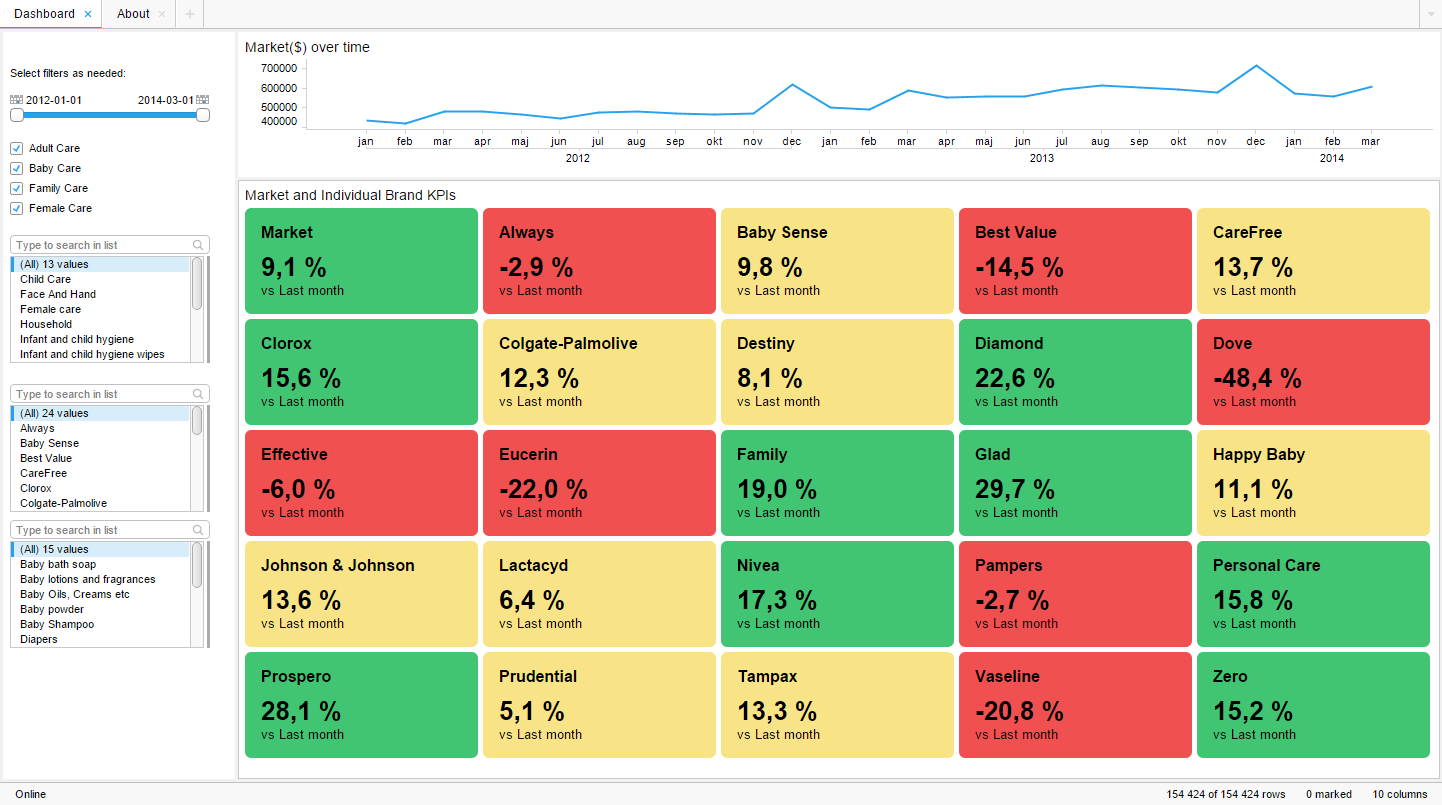 Dashboard × About × +
Select filters as needed:
2012-01-01 2014-03-01
Adult Care
Baby Care
Family Care
Female Care
Type to search in list
(All) 13 values
Child Care
Face And Hand
Female care
Household
Infant and child hygiene
Infant and child hygiene wipes
Type to search in list
(All) 24 values
Always
Baby Sense
Best Value
CareFree
Clorox
Colgate-Palmolive
Type to search in list
(All) 15 values
Baby bath soap
Baby lotions and fragrances
Baby Oils, Creams etc
Baby powder
Baby Shampoo
Diapers
Market($) over time
700000
600000
500000
400000
jan feb mar apr maj jun jul aug sep okt nov dec jan feb mar apr maj jun jul aug sep okt nov dec jan feb mar
2012 2013 2014
Market and Individual Brand KPIs
Market
9,1 %
vs Last month
Always
-2,9 %
vs Last month
Baby Sense
9,8 %
vs Last month
Best Value
-14,5 %
vs Last month
CareFree
13,7 %
vs Last month
Clorox
15,6 %
vs Last month
Colgate-Palmolive
12,3 %
vs Last month
Destiny
8,1 %
vs Last month
Diamond
22,6 %
vs Last month
Dove
-48,4 %
vs Last month
Effective
-6,0 %
vs Last month
Eucerin
-22,0 %
vs Last month
Family
19,0 %
vs Last month
Glad
29,7 %
vs Last month
Happy Baby
11,1 %
vs Last month
Johnson & Johnson
13,6 %
vs Last month
Lactacyd
6,4 %
vs Last month
Nivea
17,3 %
vs Last month
Pampers
-2,7 %
vs Last month
Personal Care
15,8 %
vs Last month
Prospero
28,1 %
vs Last month
Prudential
5,1 %
vs Last month
Tampax
13,3 %
vs Last month
Vaseline
-20,8 %
vs Last month
Zero
15,2 %
vs Last month
Online 154 424 of 154 424 rows 0 marked 10 columns